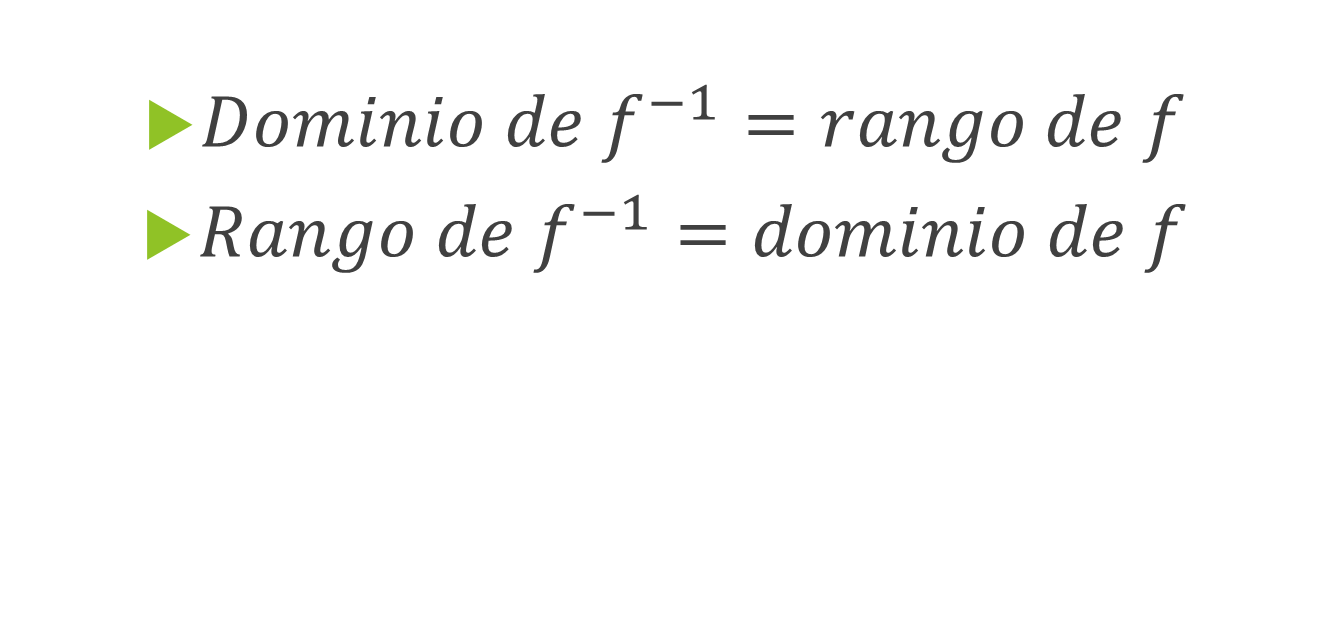 Dominio de f⁻¹ = rango de f
Rango de f⁻¹ = dominio de f